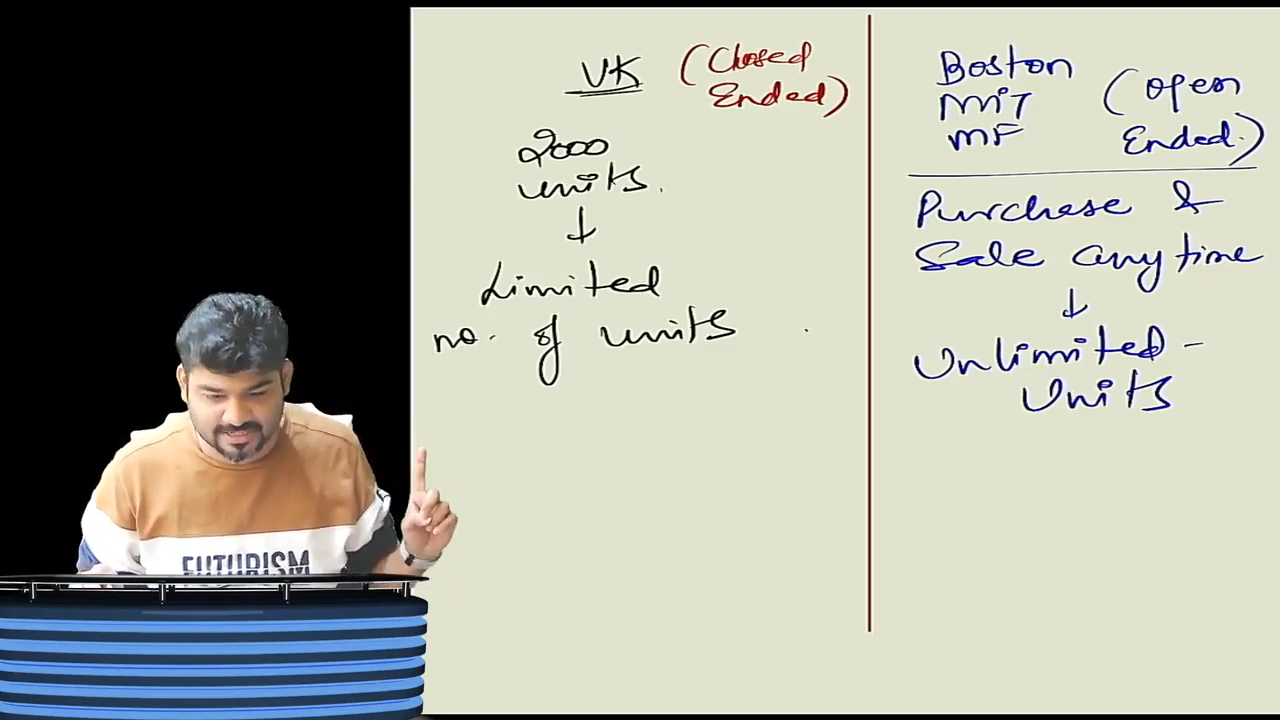 UK (Closed
Ended)
2000
units.
↓
Limited
no. of units
Boston
MIT
MF
(Open
Ended.)
Purchase &
Sale anytime
↓
Unlimited -
Units
FUTURISM